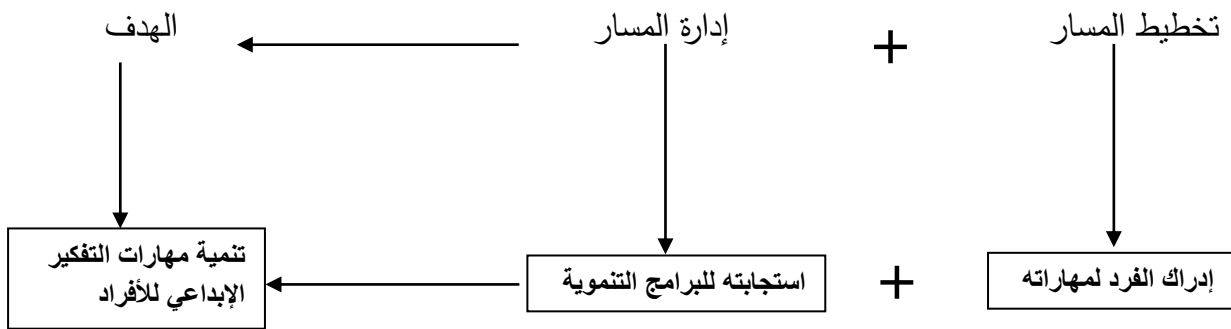 تخطيط المسار + إدارة المسار الهدف
إدراك الفرد لمهاراته + استجابته للبرامج التنموية
تنمية مهارات التفكير
الإبداعي للأفراد